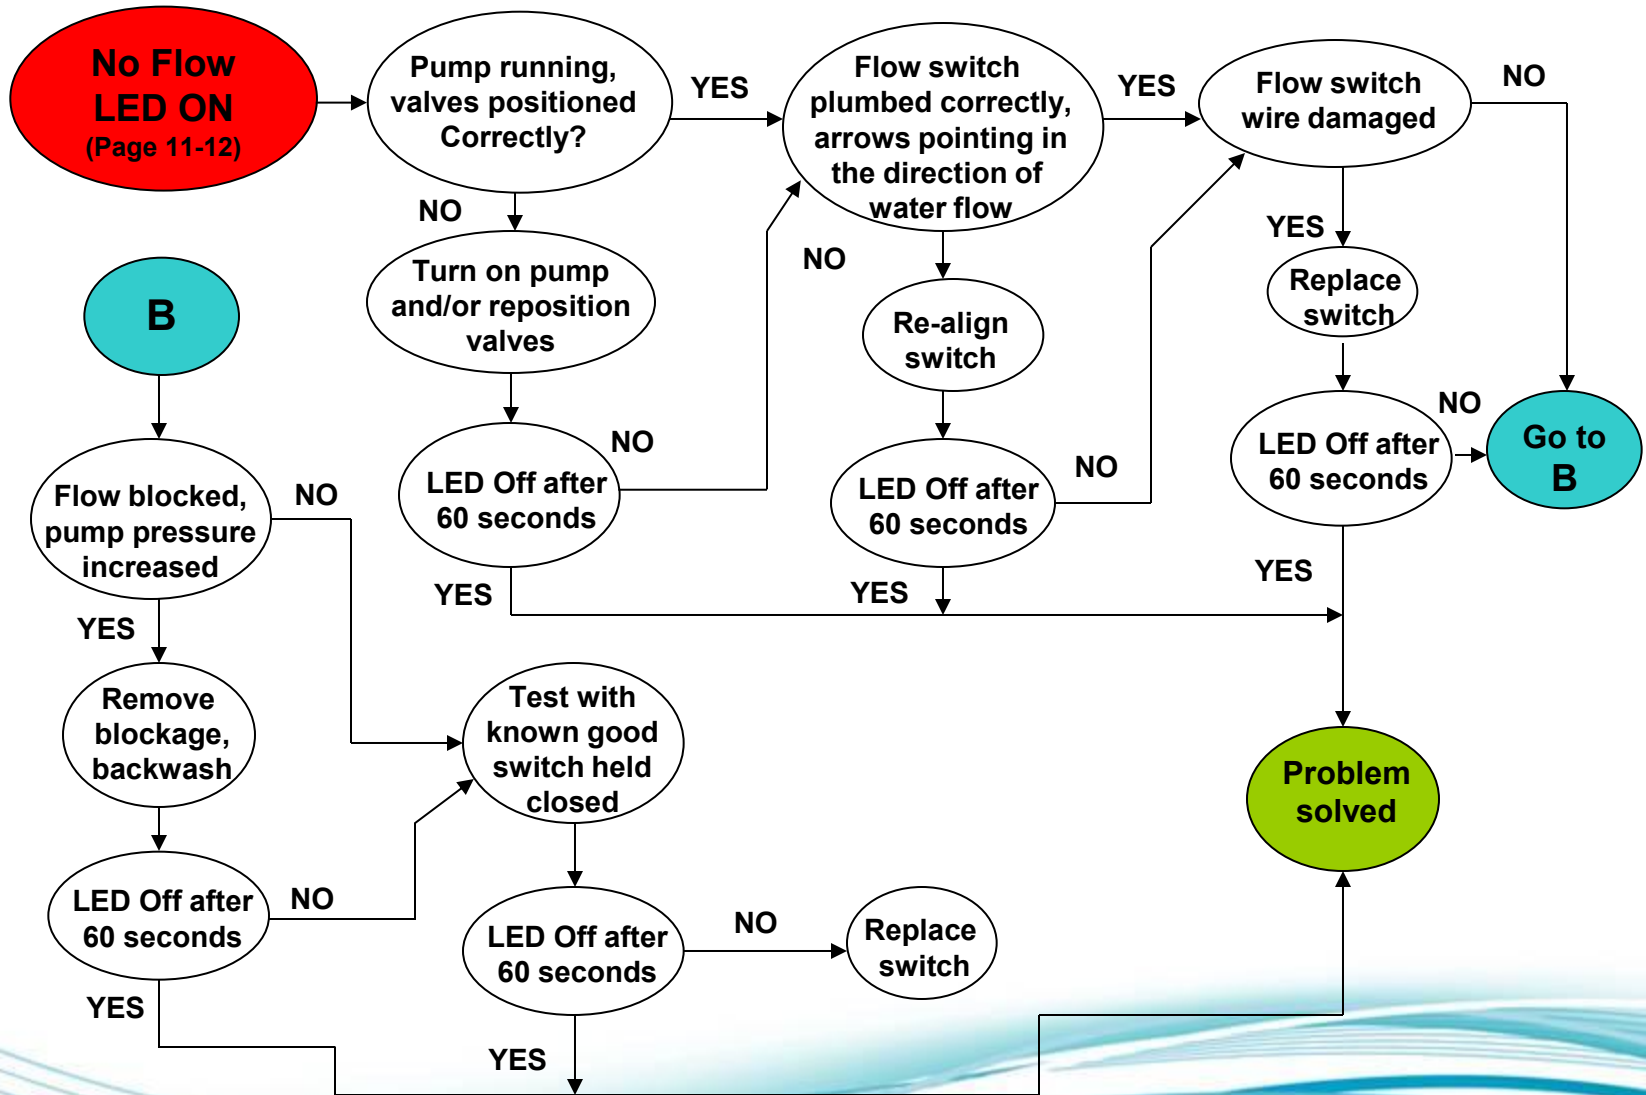 No Flow
LED ON
(Page 11-12)
Pump running,
valves positioned
Correctly?
YES
Flow switch
plumbed correctly,
arrows pointing in
the direction of
water flow
YES
Flow switch
wire damaged
NO
NO
Turn on pump
and/or reposition
valves
NO
Re-align
switch
YES
Replace
switch
LED Off after
60 seconds
NO
LED Off after
60 seconds
NO
LED Off after
60 seconds
NO
Go to
B
YES
YES
YES
Problem
solved
B
Flow blocked,
pump pressure
increased
NO
YES
Remove
blockage,
backwash
Test with
known good
switch held
closed
LED Off after
60 seconds
NO
LED Off after
60 seconds
NO
Replace
switch
YES
YES